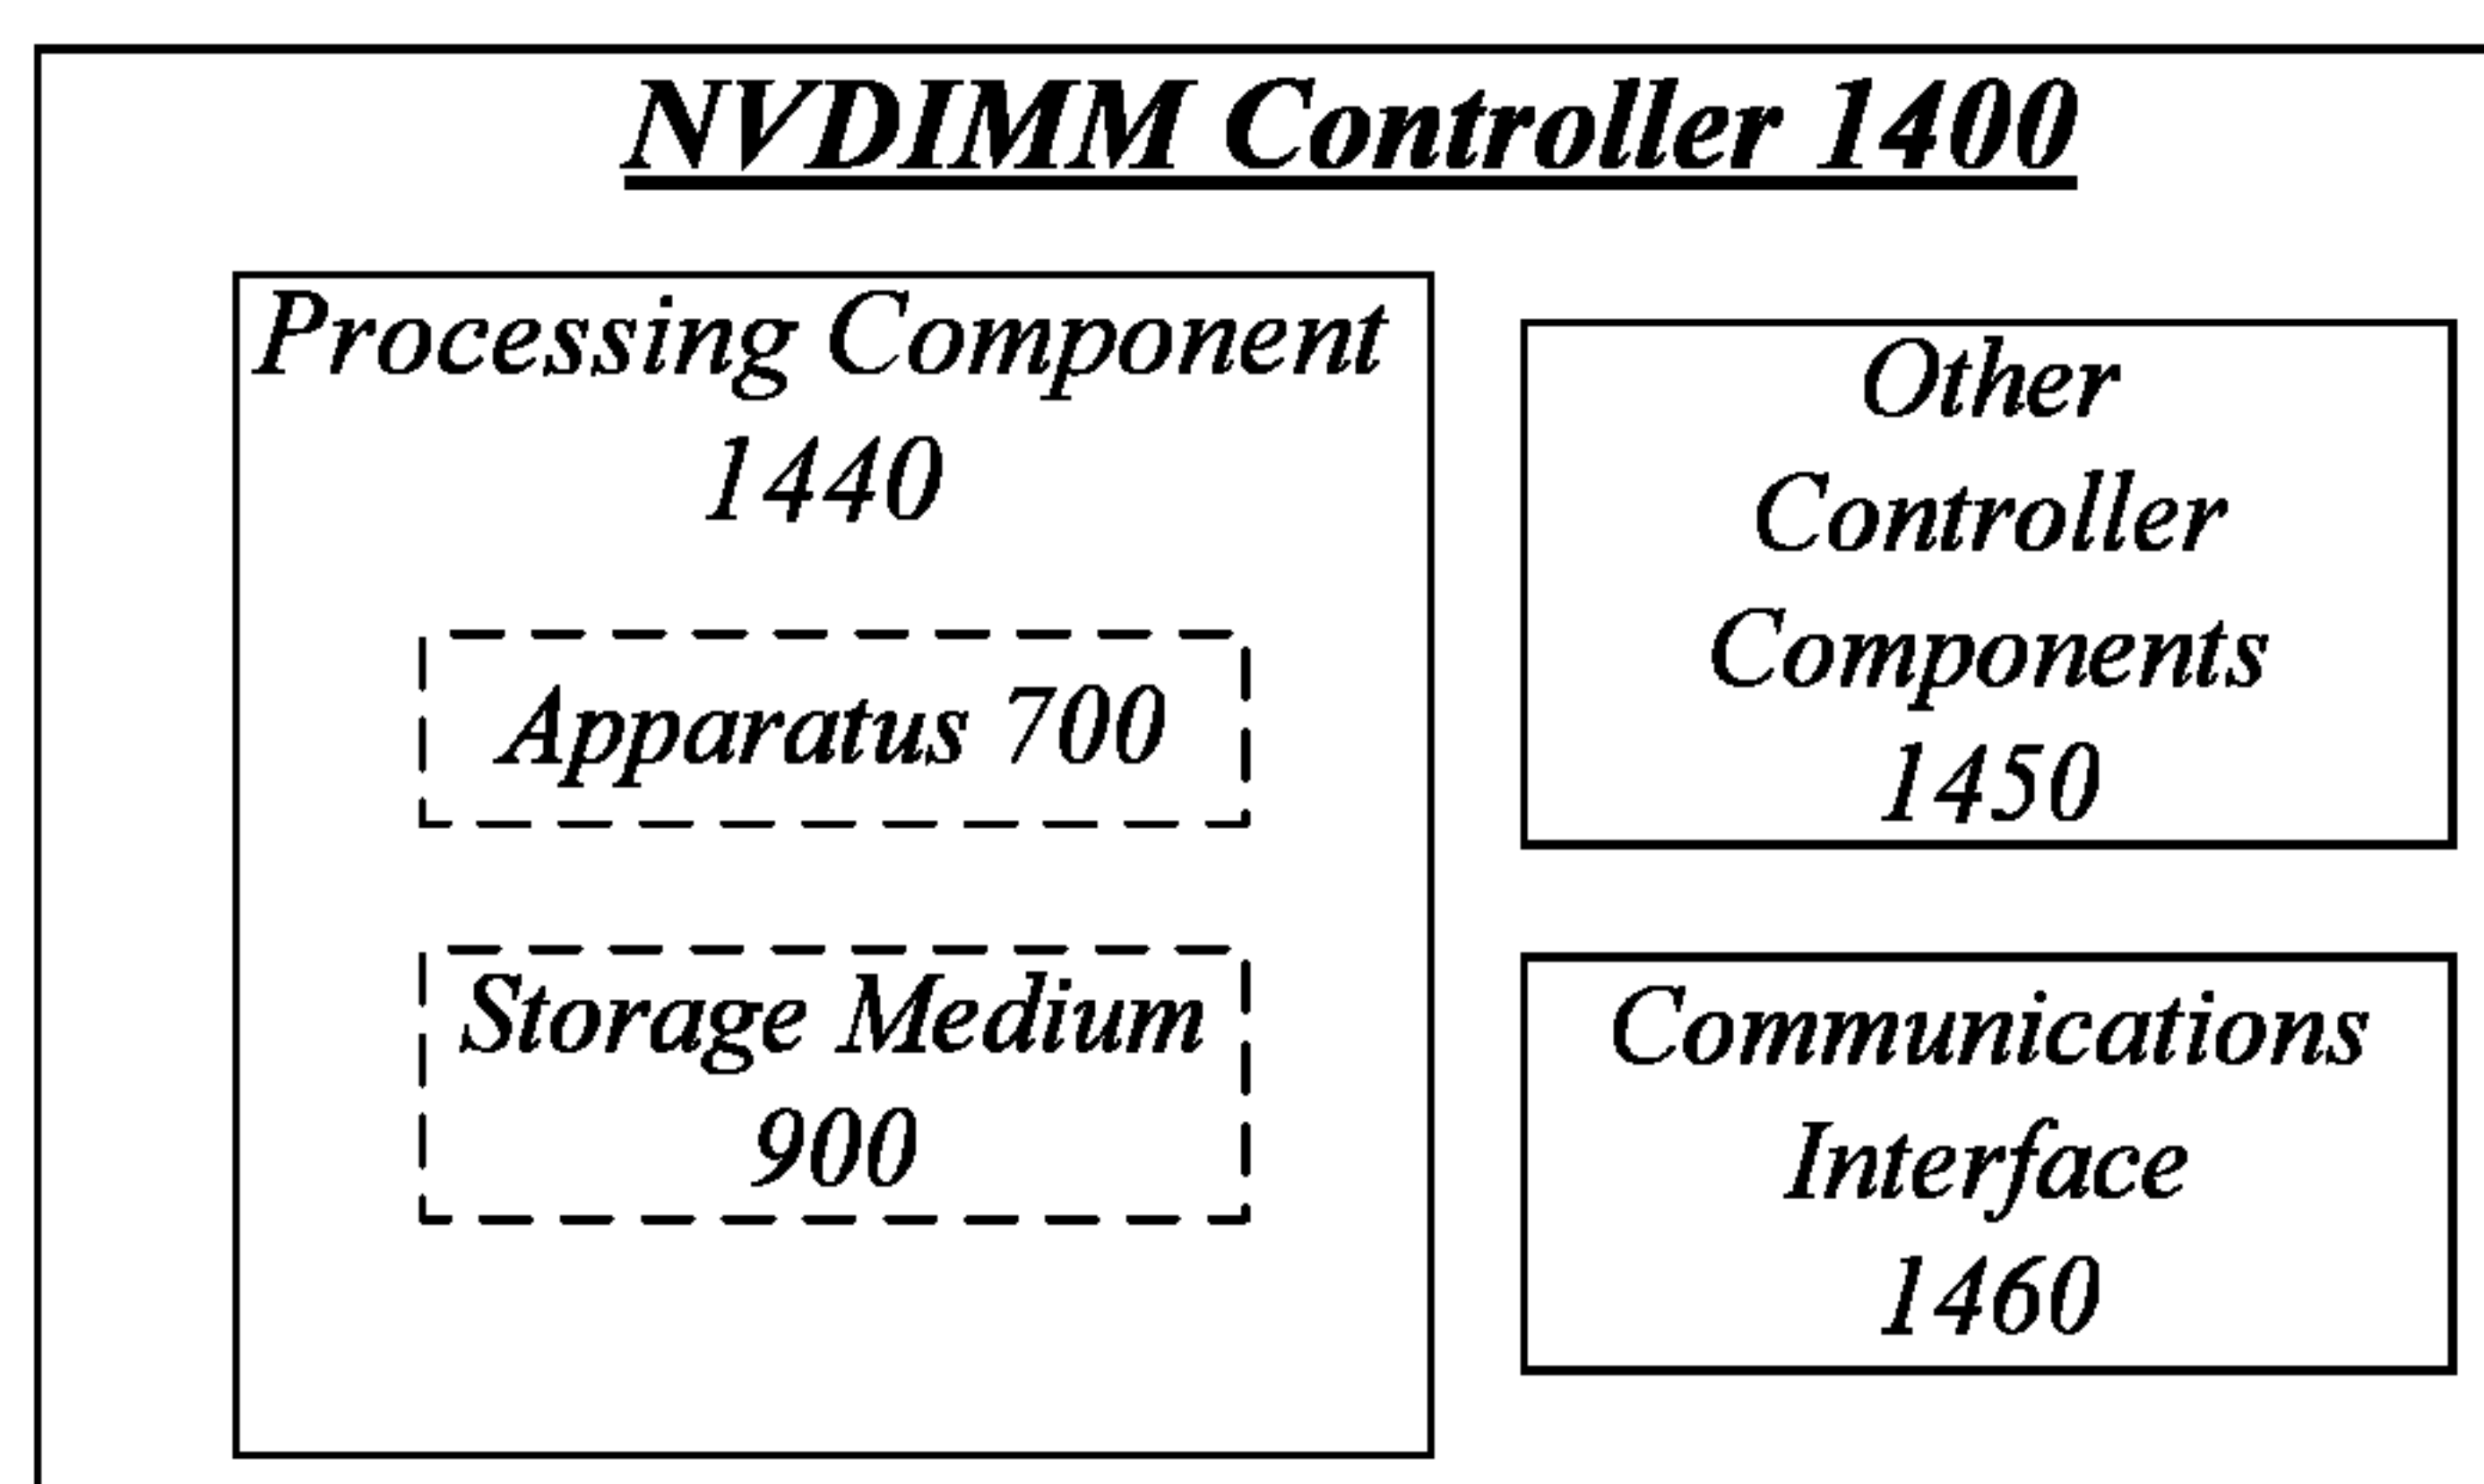 NVDIMM Controller 1400
Processing Component
1440
Apparatus 700
Storage Medium
900
Other
Controller
Components
1450
Communications
Interface
1460